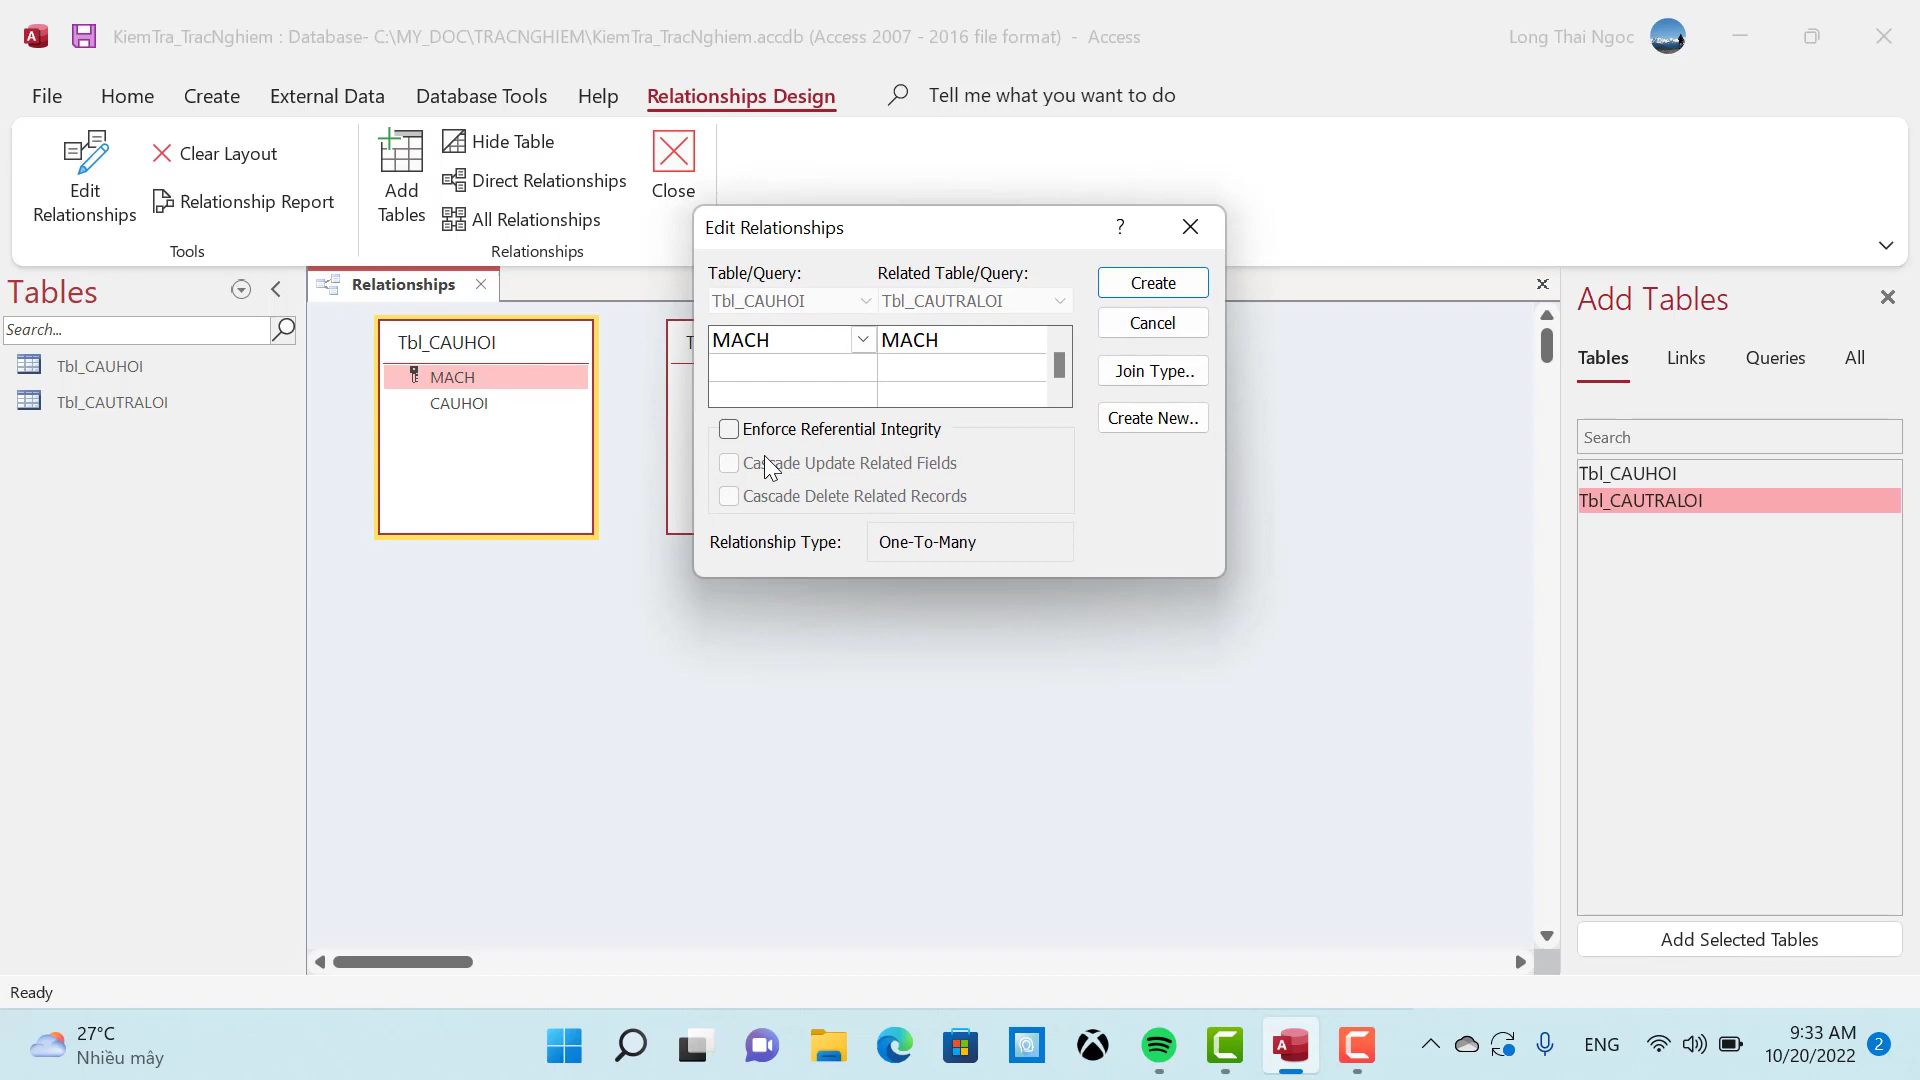 KiemTra_TracNghiem : Database- C:\MY_DOC\TRACNGHIEM\KiemTra_TracNghiem.accdb (Access 2007 - 2016 file format) - Access
Long Thai Ngoc
File Home Create External Data Database Tools Help Relationships Design Tell me what you want to do
Edit Relationships
Clear Layout
Relationship Report
Tools
Add Tables
Hide Table
Direct Relationships
All Relationships
Relationships
Close
Tables
Search...
Tbl_CAUHOI
Tbl_CAUTRALOI
Relationships
Tbl_CAUHOI
MACH
CAUHOI
T
Edit Relationships
?
Table/Query:
Related Table/Query:
Tbl_CAUHOI
Tbl_CAUTRALOI
MACH
MACH
Enforce Referential Integrity
Cascade Update Related Fields
Cascade Delete Related Records
Relationship Type:
One-To-Many
Create
Cancel
Join Type..
Create New..
Add Tables
Tables Links Queries All
Search
Tbl_CAUHOI
Tbl_CAUTRALOI
Add Selected Tables
Ready
27°C
Nhiều mây
ENG
9:33 AM
10/20/2022
2